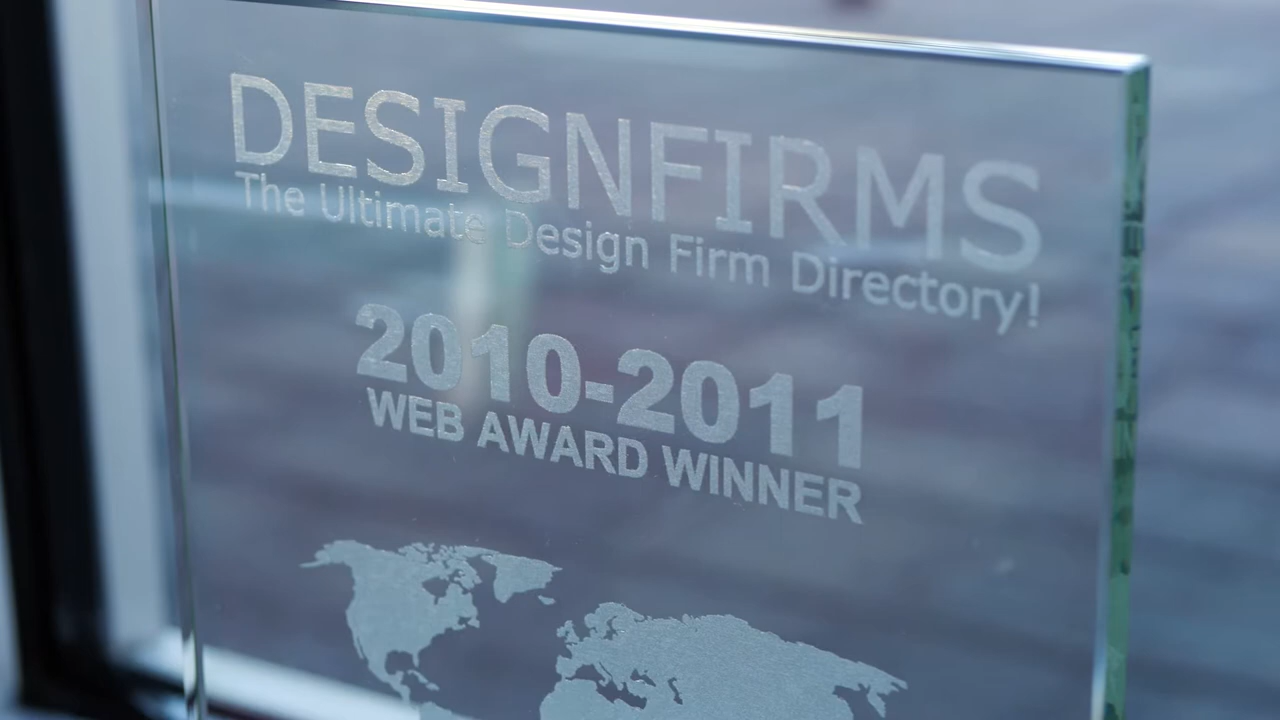 DESIGNFIRMS
The Ultimate Design Firm Directory!
2010-2011
WEB AWARD WINNER